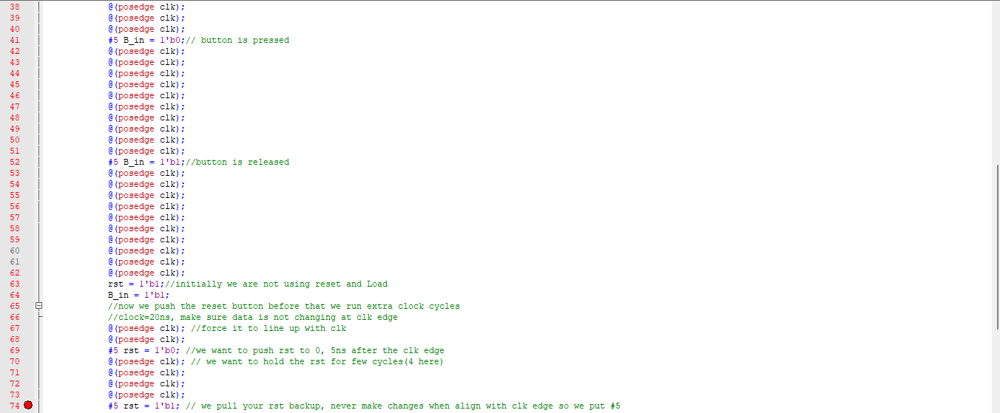 38 @(posedge clk);
39 @(posedge clk);
40 @(posedge clk);
41 #5 B_in = 1'b0;// button is pressed
42 @(posedge clk);
43 @(posedge clk);
44 @(posedge clk);
45 @(posedge clk);
46 @(posedge clk);
47 @(posedge clk);
48 @(posedge clk);
49 @(posedge clk);
50 @(posedge clk);
51 @(posedge clk);
52 #5 B_in = 1'b1;//button is released
53 @(posedge clk);
54 @(posedge clk);
55 @(posedge clk);
56 @(posedge clk);
57 @(posedge clk);
58 @(posedge clk);
59 @(posedge clk);
60 @(posedge clk);
61 @(posedge clk);
62 @(posedge clk);
63 rst = 1'b1;//initially we are not using reset and Load
64 B_in = 1'b1;
65 //now we push the reset button before that we run extra clock cycles
66 //clock=20ns, make sure data is not changing at clk edge
67 @(posedge clk); //force it to line up with clk
68 @(posedge clk);
69 #5 rst = 1'b0; //we want to push rst to 0, 5ns after the clk edge
70 @(posedge clk); // we want to hold the rst for few cycles(4 here)
71 @(posedge clk);
72 @(posedge clk);
73 @(posedge clk);
74 #5 rst = 1'b1; // we pull your rst backup, never make changes when align with clk edge so we put #5